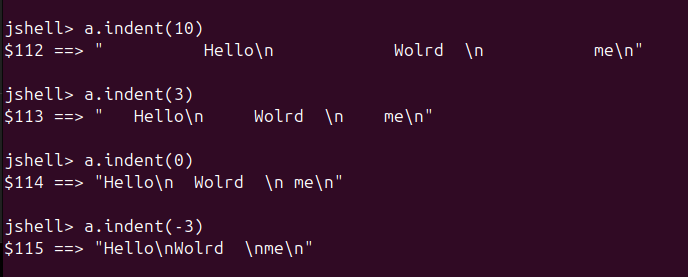 jshell> a.indent(10)
$112 ==> "          Hello\n            Wolrd  \n           me\n"
jshell> a.indent(3)
$113 ==> "   Hello\n     Wolrd  \n    me\n"
jshell> a.indent(0)
$114 ==> "Hello\n  Wolrd  \n me\n"
jshell> a.indent(-3)
$115 ==> "Hello\nWolrd  \nme\n"